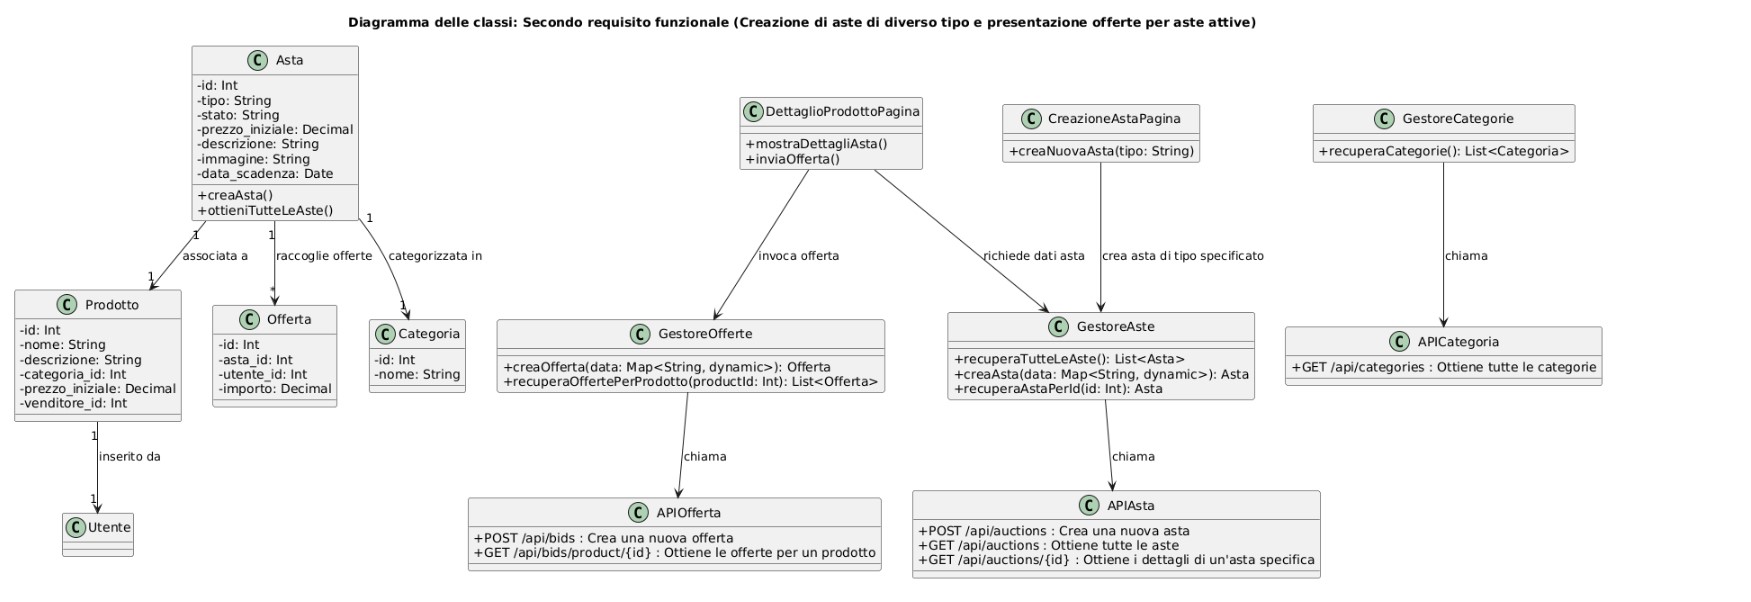 Diagramma delle classi: Secondo requisito funzionale (Creazione di aste di diverso tipo e presentazione offerte per aste attive)
C Asta
-id: Int
-tipo: String
-stato: String
-prezzo_iniziale: Decimal
-descrizione: String
-immagine: String
-data_scadenza: Date
+creaAsta()
+ottieniTutteLeAste()
C DettaglioProdottoPagina
+mostraDettagliAsta()
+inviaOfferta()
C CreazioneAstaPagina
+creaNuovaAsta(tipo: String)
C GestoreCategorie
+recuperaCategorie(): List<Categoria>
1
associata a
1
1
raccoglie offerte
*
1
categorizzata in
1
invoca offerta
richiede dati asta
crea asta di tipo specificato
chiama
C Prodotto
-id: Int
-nome: String
-descrizione: String
-categoria_id: Int
-prezzo_iniziale: Decimal
-venditore_id: Int
C Offerta
-id: Int
-asta_id: Int
-utente_id: Int
-importo: Decimal
C Categoria
-id: Int
-nome: String
C GestoreOfferte
+creaOfferta(data: Map<String, dynamic>): Offerta
+recuperaOffertePerProdotto(productId: Int): List<Offerta>
C GestoreAste
+recuperaTutteLeAste(): List<Asta>
+creaAsta(data: Map<String, dynamic>): Asta
+recuperaAstaPerId(id: Int): Asta
C APICategoria
+GET /api/categories : Ottiene tutte le categorie
1
inserito da
1
chiama
chiama
C Utente
C APIOfferta
+POST /api/bids : Crea una nuova offerta
+GET /api/bids/product/{id} : Ottiene le offerte per un prodotto
C APIAsta
+POST /api/auctions : Crea una nuova asta
+GET /api/auctions : Ottiene tutte le aste
+GET /api/auctions/{id} : Ottiene i dettagli di un'asta specifica